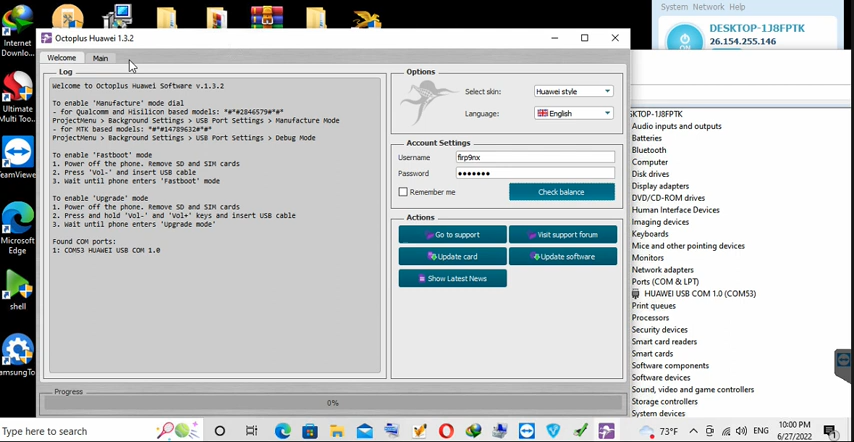 Internet
Downlo...
Ultimate
Multi Too...
TeamViewer
Microsoft
Edge
shell
Octoplus Huawei 1.3.2
Welcome
Main
Log
Welcome to Octoplus Huawei Software v.1.3.2
To enable 'Manufacture' mode dial
- for Qualcomm and Hisilicon based models: *#*#2846579#*#*
ProjectMenu > Background Settings > USB Port Settings > Manufacture Mode
- for MTK based models: *#*#14789632#*#*
ProjectMenu > Background Settings > USB Port Settings > Debug Mode
To enable 'Fastboot' mode
1. Power off the phone. Remove SD and SIM cards
2. Press 'Vol-' and insert USB cable
3. Wait until phone enters 'Fastboot' mode
To enable 'Upgrade' mode
1. Power off the phone. Remove SD and SIM cards
2. Press and hold 'Vol-' and 'Vol+' keys and insert USB cable
3. Wait until phone enters 'Upgrade mode'
Found COM ports:
1: COM53 HUAWEI USB COM 1.0
Options
Select skin:
Huawei style
Language:
English
Account Settings
Username
firp9nx
Password
Remember me
Check balance
Actions
Go to support
Visit support forum
Update card
Update software
Show Latest News
Progress
0%
System Network Help
DESKTOP-1J8FPTK
26.154.255.146
SKTOP-1J8FPTK
Audio inputs and outputs
Batteries
Bluetooth
Computer
Disk drives
Display adapters
DVD/CD-ROM drives
Human Interface Devices
Imaging devices
Keyboards
Mice and other pointing devices
Monitors
Network adapters
Ports (COM & LPT)
HUAWEI USB COM 1.0 (COM53)
Print queues
Processors
Security devices
Smart card readers
Smart cards
Software components
Software devices
Sound, video and game controllers
Storage controllers
System devices
Type here to search
73°F
ENG
10:00 PM
6/27/2022